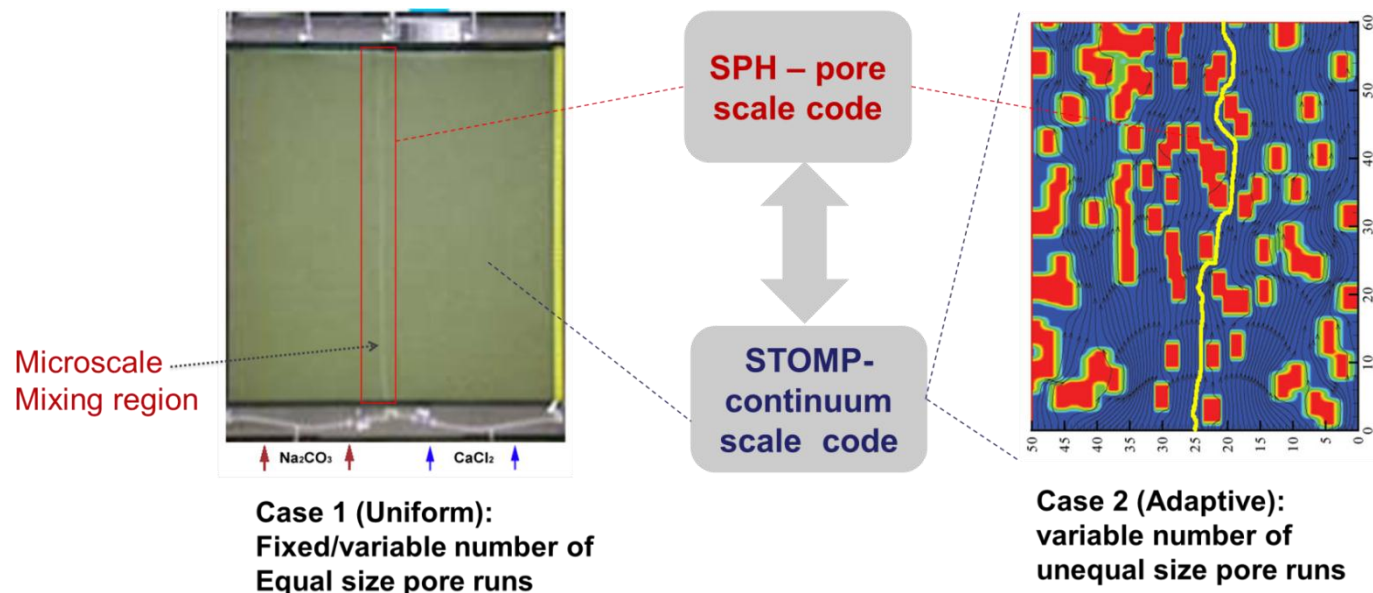 SPH – pore
scale code
STOMP-
continuum
scale code
Microscale
Mixing region
Na₂CO₃
CaCl₂
Case 1 (Uniform):
Fixed/variable number of
Equal size pore runs
60
50
40
30
20
10
0
50
45
40
35
30
25
20
15
10
5
0
Case 2 (Adaptive):
variable number of
unequal size pore runs